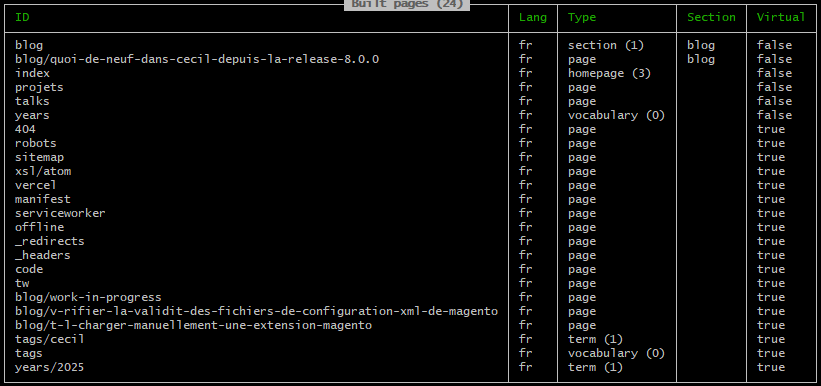 Built pages (24)
ID Lang Type Section Virtual
blog fr section (1) blog false
blog/quoi-de-neuf-dans-cecil-depuis-la-release-8.0.0 fr page blog false
index fr homepage (3) false
projets fr page false
talks fr page false
years fr vocabulary (0) false
404 fr page true
robots fr page true
sitemap fr page true
xsl/atom fr page true
vercel fr page true
manifest fr page true
serviceworker fr page true
offline fr page true
_redirects fr page true
_headers fr page true
code fr page true
tw fr page true
blog/work-in-progress fr page true
blog/v-rifier-la-validit-des-fichiers-de-configuration-xml-de-magento fr page true
blog/t-l-charger-manuellement-une-extension-magento fr page true
tags/cecil fr term (1) true
tags fr vocabulary (0) true
years/2025 fr term (1) true